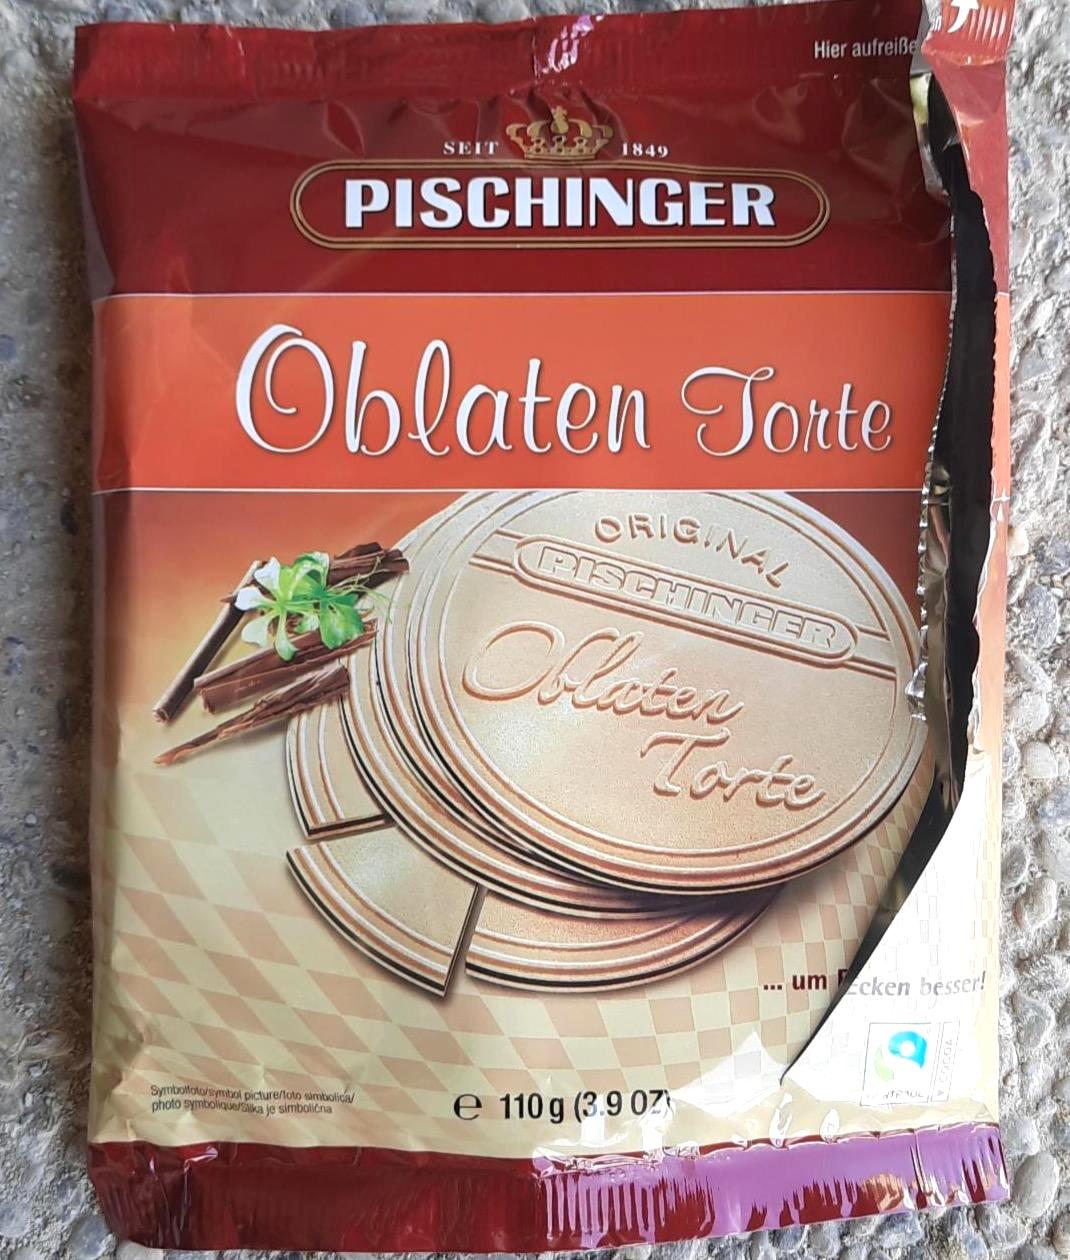 Hier aufreiße
SEIT 1849
PISCHINGER
Oblaten Torte
ORIGINAL
PISCHINGER
Oblaten
Torte
... um Ecken besser!
COCOA
Symbolfoto/symbol picture/foto simbolica/
photo symbolique/Slika je simbolična
e 110 g (3.9 OZ)